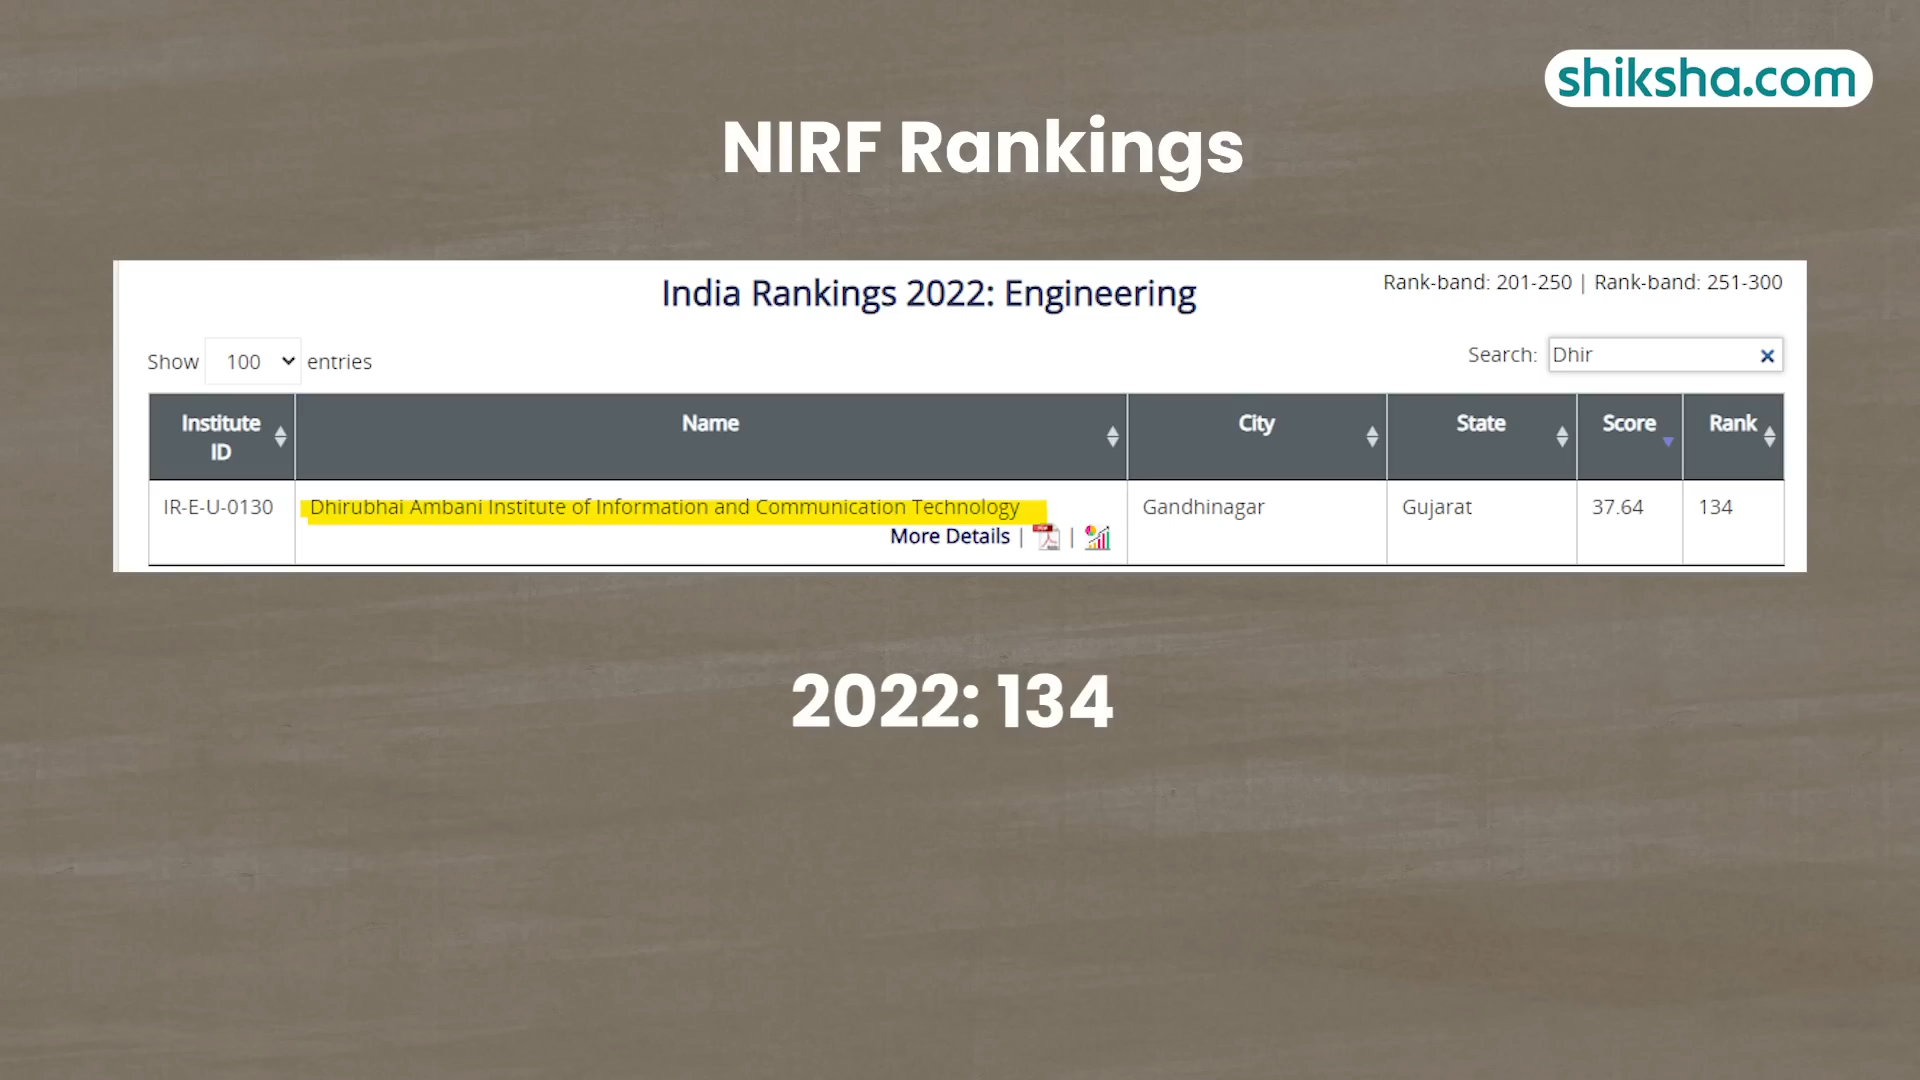 shiksha.com
NIRF Rankings
India Rankings 2022: Engineering
Rank-band: 201-250 | Rank-band: 251-300
Show 100 entries
Search: Dhir
Institute ID Name City State Score Rank
IR-E-U-0130 Dhirubhai Ambani Institute of Information and Communication Technology Gandhinagar Gujarat 37.64 134
More Details | |
2022: 134